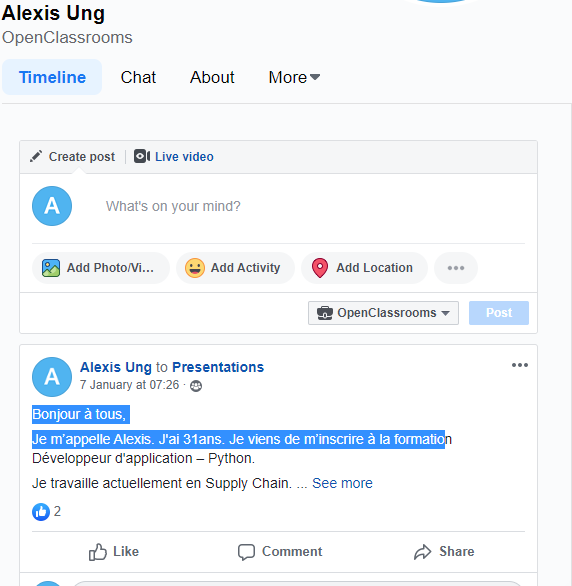 Alexis Ung
OpenClassrooms
Timeline Chat About More
Create post Live video
A What's on your mind?
Add Photo/Vi... Add Activity Add Location
OpenClassrooms Post
A Alexis Ung to Presentations
7 January at 07:26 ·
Bonjour à tous,
Je m'appelle Alexis. J'ai 31ans. Je viens de m'inscrire à la formation
Développeur d'application – Python.
Je travaille actuellement en Supply Chain. ... See more
2
Like Comment Share